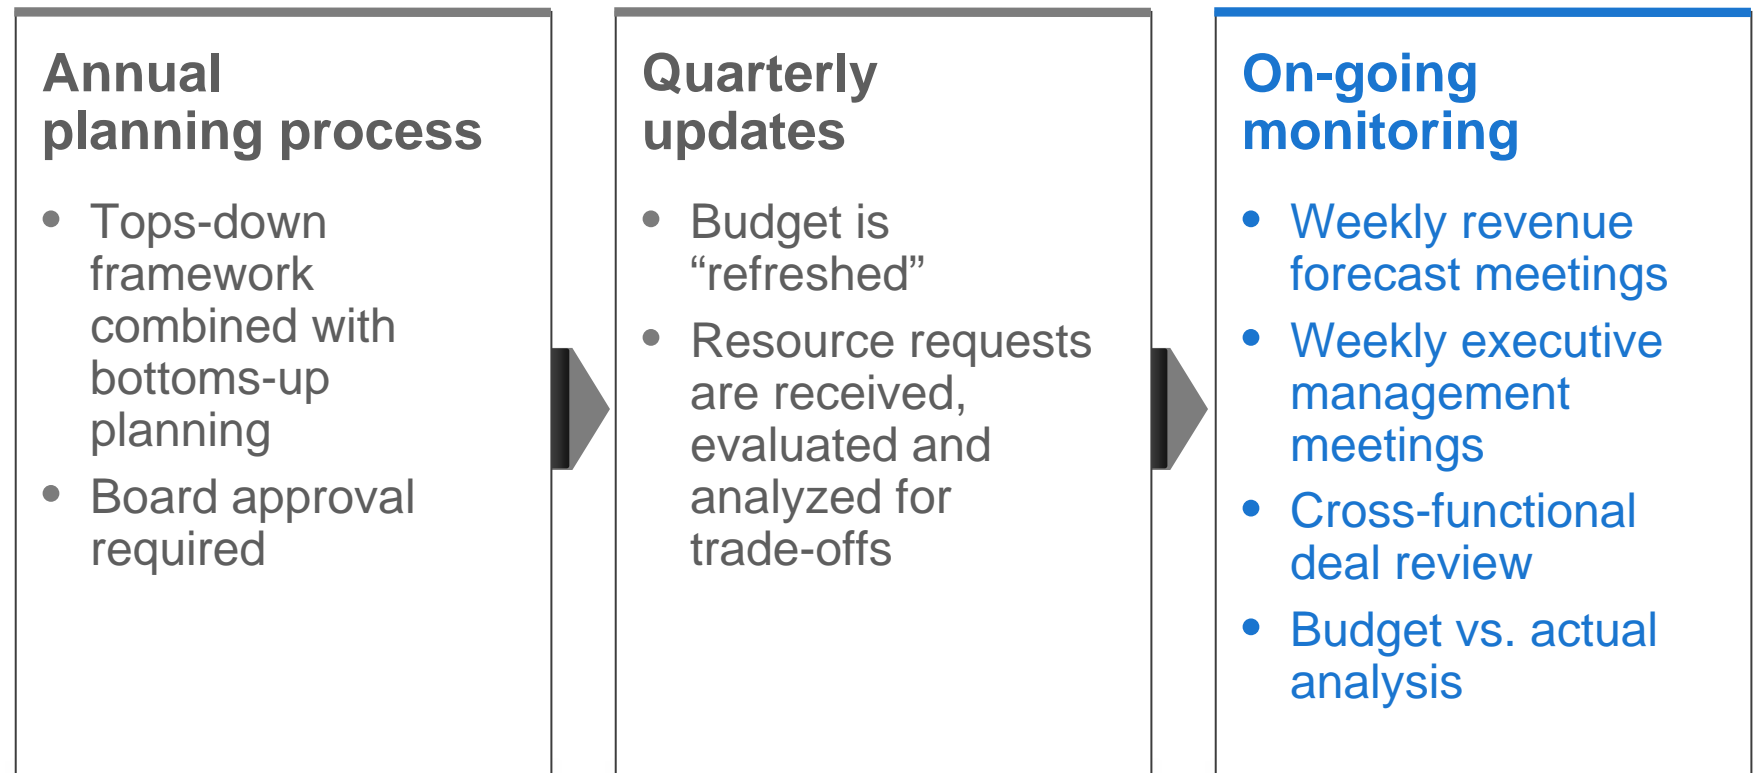 Annual
planning process
• Tops-down
framework
combined with
bottoms-up
planning
• Board approval
required
Quarterly
updates
• Budget is
“refreshed”
• Resource requests
are received,
evaluated and
analyzed for
trade-offs
On-going
monitoring
• Weekly revenue
forecast meetings
• Weekly executive
management
meetings
• Cross-functional
deal review
• Budget vs. actual
analysis